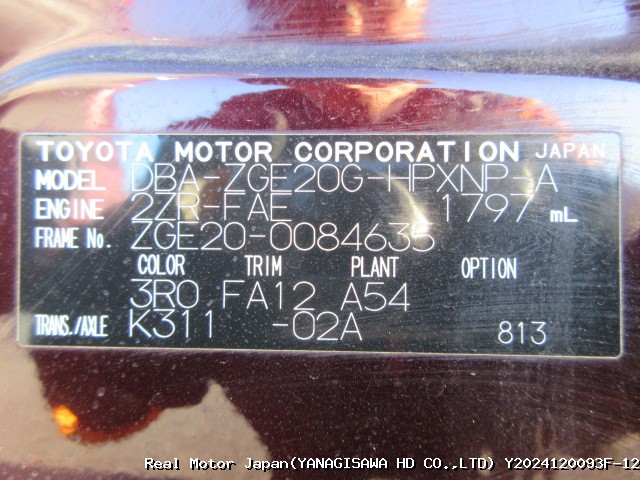 TOYOTA MOTOR CORPORATION JAPAN
MODEL DBA-ZGE20G-HPXNP-A
ENGINE 2ZR-FAE 1797 mL
FRAME No. ZGE20-0084635
COLOR TRIM PLANT OPTION
3R0 FA12 A54
TRANS./AXLE K311 -02A 813
Real Motor Japan(YANAGISAWA HD CO.,LTD) Y2024120093F-12